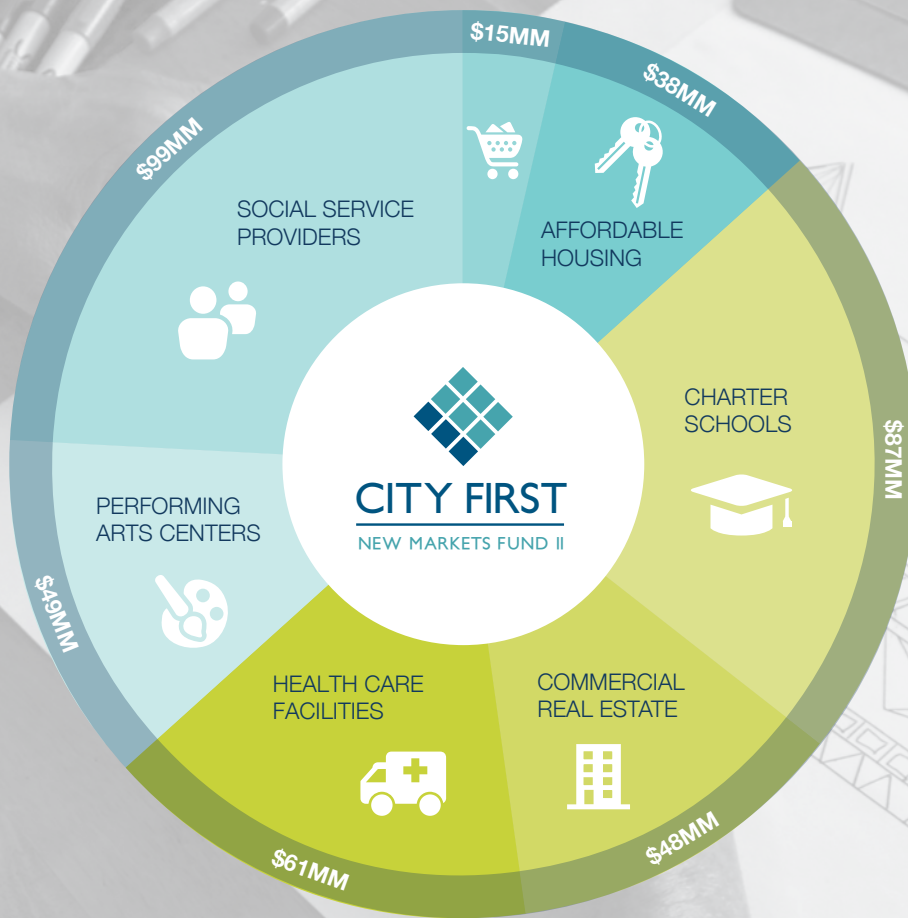 $15MM
$38MM
AFFORDABLE
HOUSING
$87MM
CHARTER
SCHOOLS
$48MM
COMMERCIAL
REAL ESTATE
$61MM
HEALTH CARE
FACILITIES
$49MM
PERFORMING
ARTS CENTERS
$99MM
SOCIAL SERVICE
PROVIDERS
CITY FIRST
NEW MARKETS FUND II